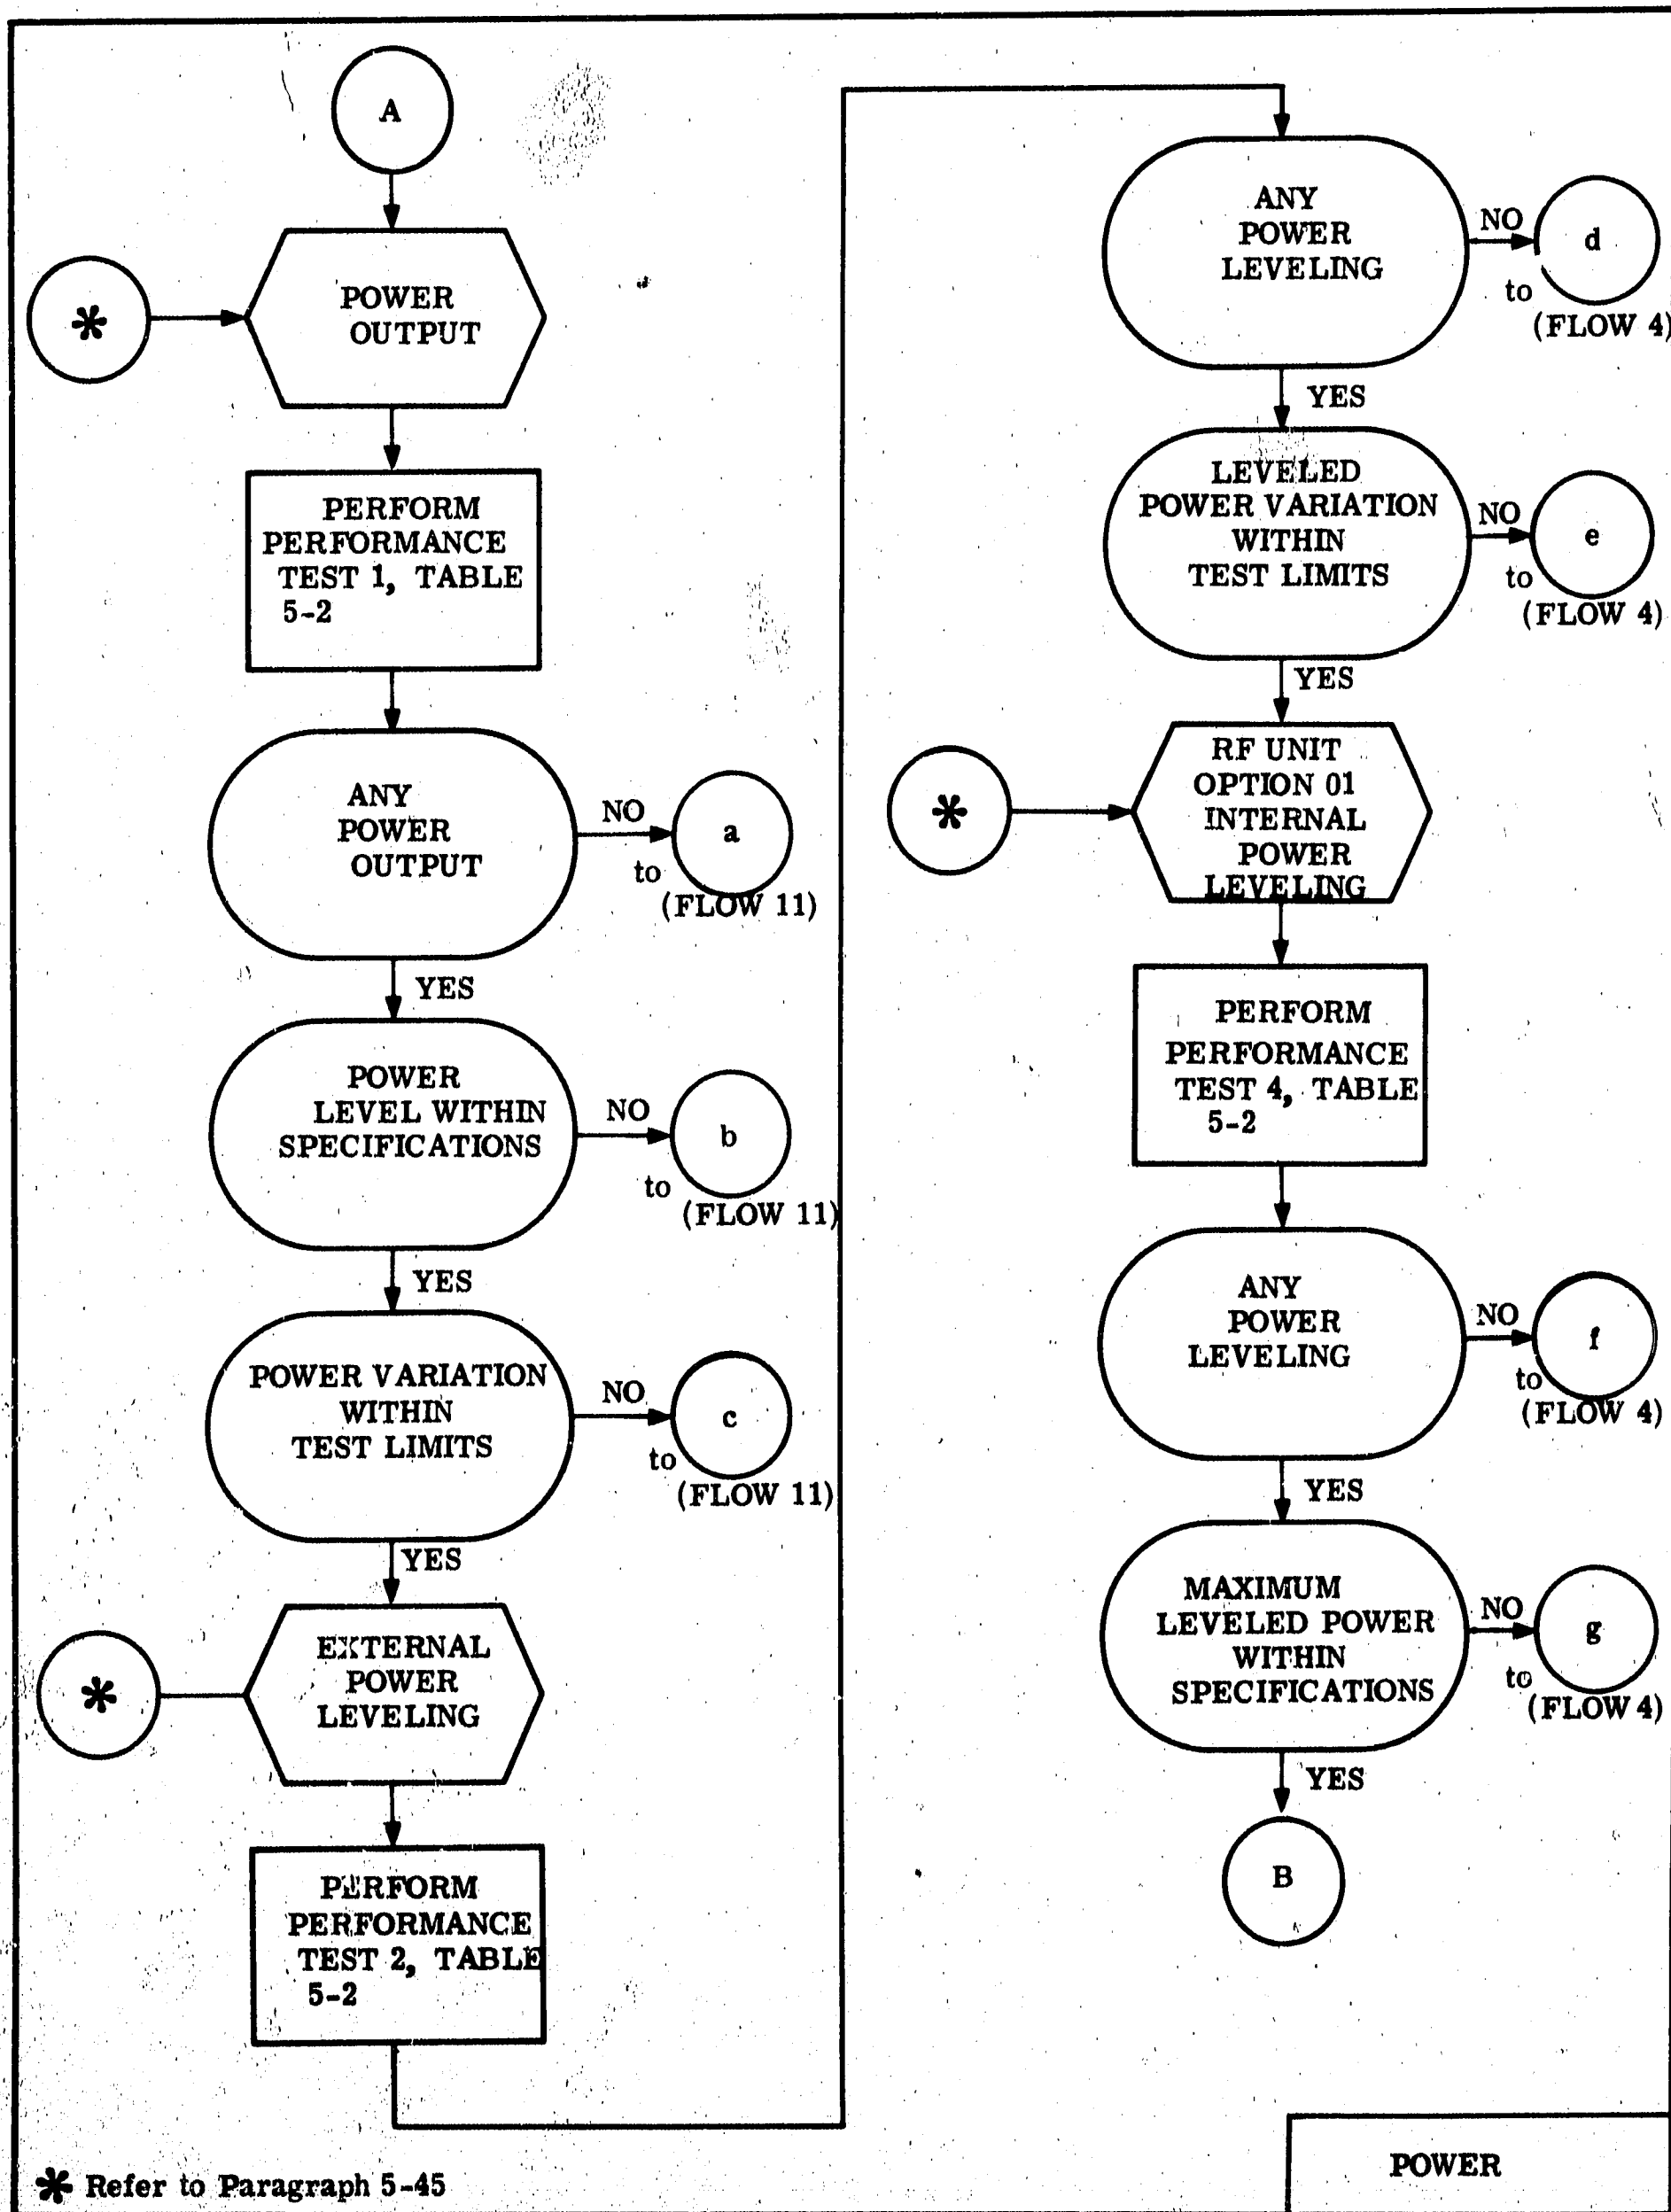 A
*
POWER
OUTPUT
PERFORM
PERFORMANCE
TEST 1, TABLE
5-2
ANY
POWER
OUTPUT
NO
a
to
(FLOW 11)
YES
POWER
LEVEL WITHIN
SPECIFICATIONS
NO
b
to
(FLOW 11)
YES
POWER VARIATION
WITHIN
TEST LIMITS
NO
c
to
(FLOW 11)
YES
*
EXTERNAL
POWER
LEVELING
PERFORM
PERFORMANCE
TEST 2, TABLE
5-2
ANY
POWER
LEVELING
NO
d
to
(FLOW 4)
YES
LEVELED
POWER VARIATION
WITHIN
TEST LIMITS
NO
e
to
(FLOW 4)
YES
*
RF UNIT
OPTION 01
INTERNAL
POWER
LEVELING
PERFORM
PERFORMANCE
TEST 4, TABLE
5-2
ANY
POWER
LEVELING
NO
f
to
(FLOW 4)
YES
MAXIMUM
LEVELED POWER
WITHIN
SPECIFICATIONS
NO
g
to
(FLOW 4)
YES
B
* Refer to Paragraph 5-45
POWER